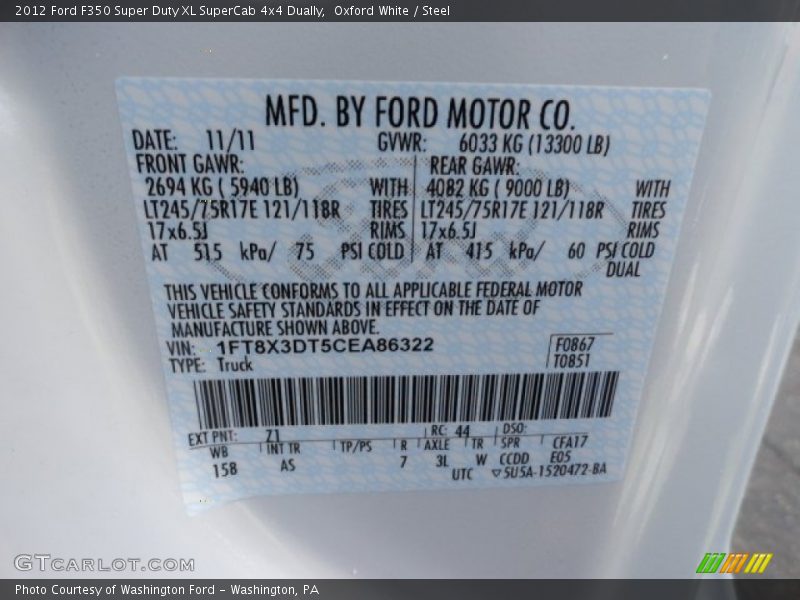 2012 Ford F350 Super Duty XL SuperCab 4x4 Dually,  Oxford White / Steel
MFD. BY FORD MOTOR CO.
DATE: 11/11 GVWR: 6033 KG (13300 LB)
FRONT GAWR: REAR GAWR:
2694 KG ( 5940 LB) WITH 4082 KG ( 9000 LB) WITH
LT245/75R17E 121/118R TIRES LT245/75R17E 121/118R TIRES
17x6.5J RIMS 17x6.5J RIMS
AT 515 kPa/ 75 PSI COLD AT 415 kPa/ 60 PSI COLD
DUAL
THIS VEHICLE CONFORMS TO ALL APPLICABLE FEDERAL MOTOR
VEHICLE SAFETY STANDARDS IN EFFECT ON THE DATE OF
MANUFACTURE SHOWN ABOVE.
VIN: 1FT8X3DT5CEA86322 F0867
TYPE: Truck T0851
EXT PNT: Z1 RC: 44 DSO:
WB INT TR TP/PS R AXLE TR SPR CFA17
158 AS 7 3L W CCDD E05
UTC ▽5U5A-1520472-BA
GTCARLOT.COM
Photo Courtesy of Washington Ford - Washington, PA